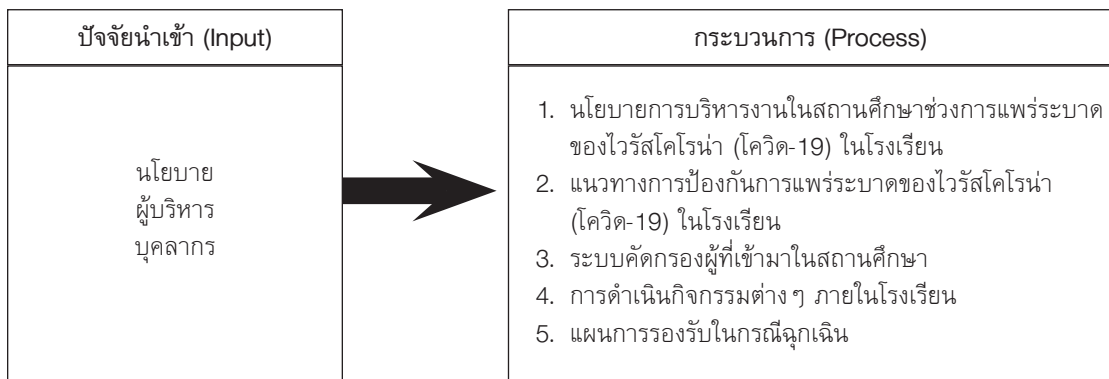 ปัจจัยนำเข้า (Input)
นโยบาย
ผู้บริหาร
บุคลากร
กระบวนการ (Process)
1. นโยบายการบริหารงานในสถานศึกษาช่วงการแพร่ระบาด
ของไวรัสโคโรน่า (โควิด-19) ในโรงเรียน
2. แนวทางการป้องกันการแพร่ระบาดของไวรัสโคโรน่า
(โควิด-19) ในโรงเรียน
3. ระบบคัดกรองผู้ที่เข้ามาในสถานศึกษา
4. การดำเนินกิจกรรมต่าง ๆ ภายในโรงเรียน
5. แผนการรองรับในกรณีฉุกเฉิน